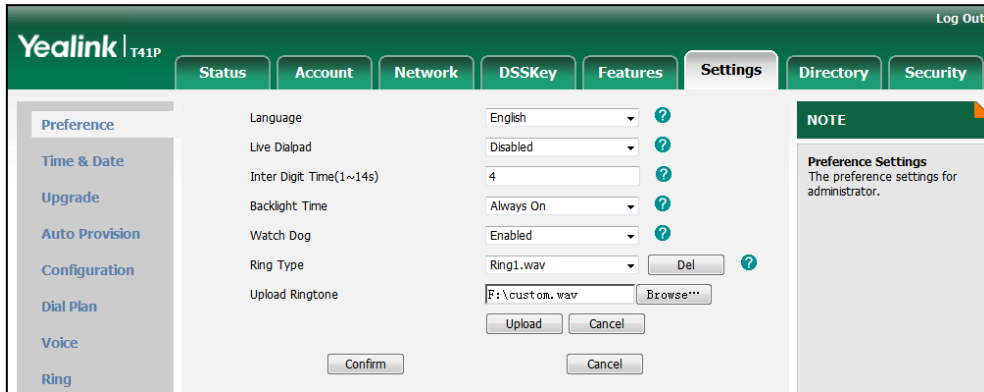 Log Out
Yealink | T41P
Status Account Network DSSKey Features Settings Directory Security
Preference
Time & Date
Upgrade
Auto Provision
Configuration
Dial Plan
Voice
Ring
Language English ?
Live Dialpad Disabled ?
Inter Digit Time(1~14s) 4 ?
Backlight Time Always On ?
Watch Dog Enabled ?
Ring Type Ring1.wav Del ?
Upload Ringtone F:\custom.wav Browse…
Upload Cancel
Confirm Cancel
NOTE
Preference Settings
The preference settings for
administrator.